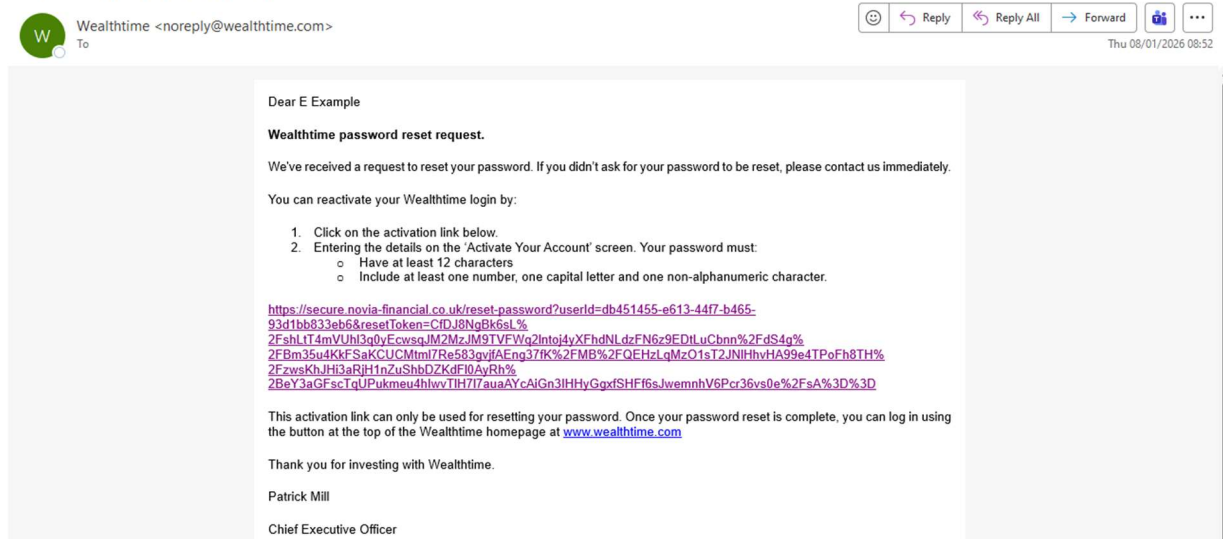 W
Wealthtime <noreply@wealthtime.com>
To
Reply
Reply All
Forward
Thu 08/01/2026 08:52
Dear E Example
Wealthtime password reset request.
We've received a request to reset your password. If you didn't ask for your password to be reset, please contact us immediately.
You can reactivate your Wealthtime login by:
1. Click on the activation link below.
2. Entering the details on the 'Activate Your Account' screen. Your password must:
o Have at least 12 characters
o Include at least one number, one capital letter and one non-alphanumeric character.
https://secure.novia-financial.co.uk/reset-password?userId=db451455-e613-44f7-b465-
93d1bb833eb6&resetToken=CfDJ8NgBk6sL%
2FshLtT4mVUhl3q0yEcwsqJM2MzJM9TVFWq2Intoj4yXFhdNLdzFN6z9EDtLuCbnn%2FdS4g%
2FBm35u4KkFSaKCUCMtml7Re583gvjfAEng37fK%2FMB%2FQEHzLqMzO1sT2JNlHhvHA99e4TPoFh8TH%
2FzwsKhJHi3aRjH1nZuShbDZKdFl0AyRh%
2BeY3aGFscTqUPukmeu4hlwvTlH7l7auaAYcAiGn3lHHyGgxfSHFf6sJwemnhV6Pcr36vs0e%2FsA%3D%3D
This activation link can only be used for resetting your password. Once your password reset is complete, you can log in using
the button at the top of the Wealthtime homepage at www.wealthtime.com
Thank you for investing with Wealthtime.
Patrick Mill
Chief Executive Officer